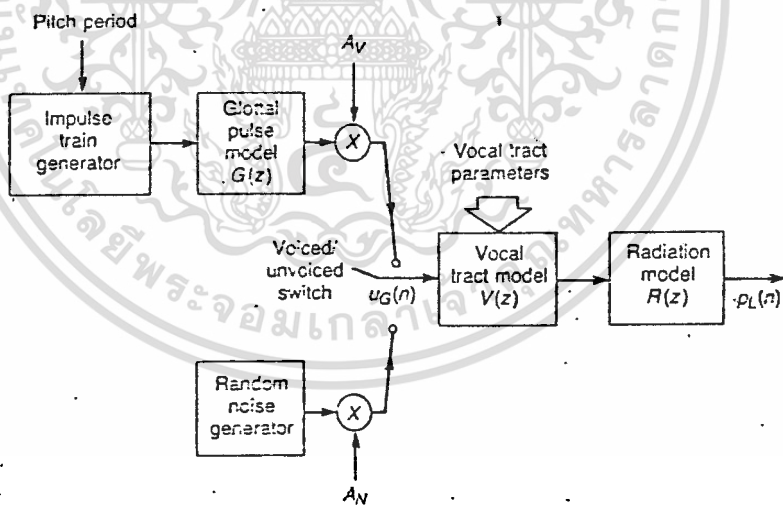 Pitch period
Impulse
train
generator
Glottal
pulse
model
G(z)
X
A_V
Vocal tract
parameters
Voiced/
unvoiced
switch
u_G(n)
Vocal
tract model
V(z)
Radiation
model
R(z)
p_L(n)
Random
noise
generator
X
A_N